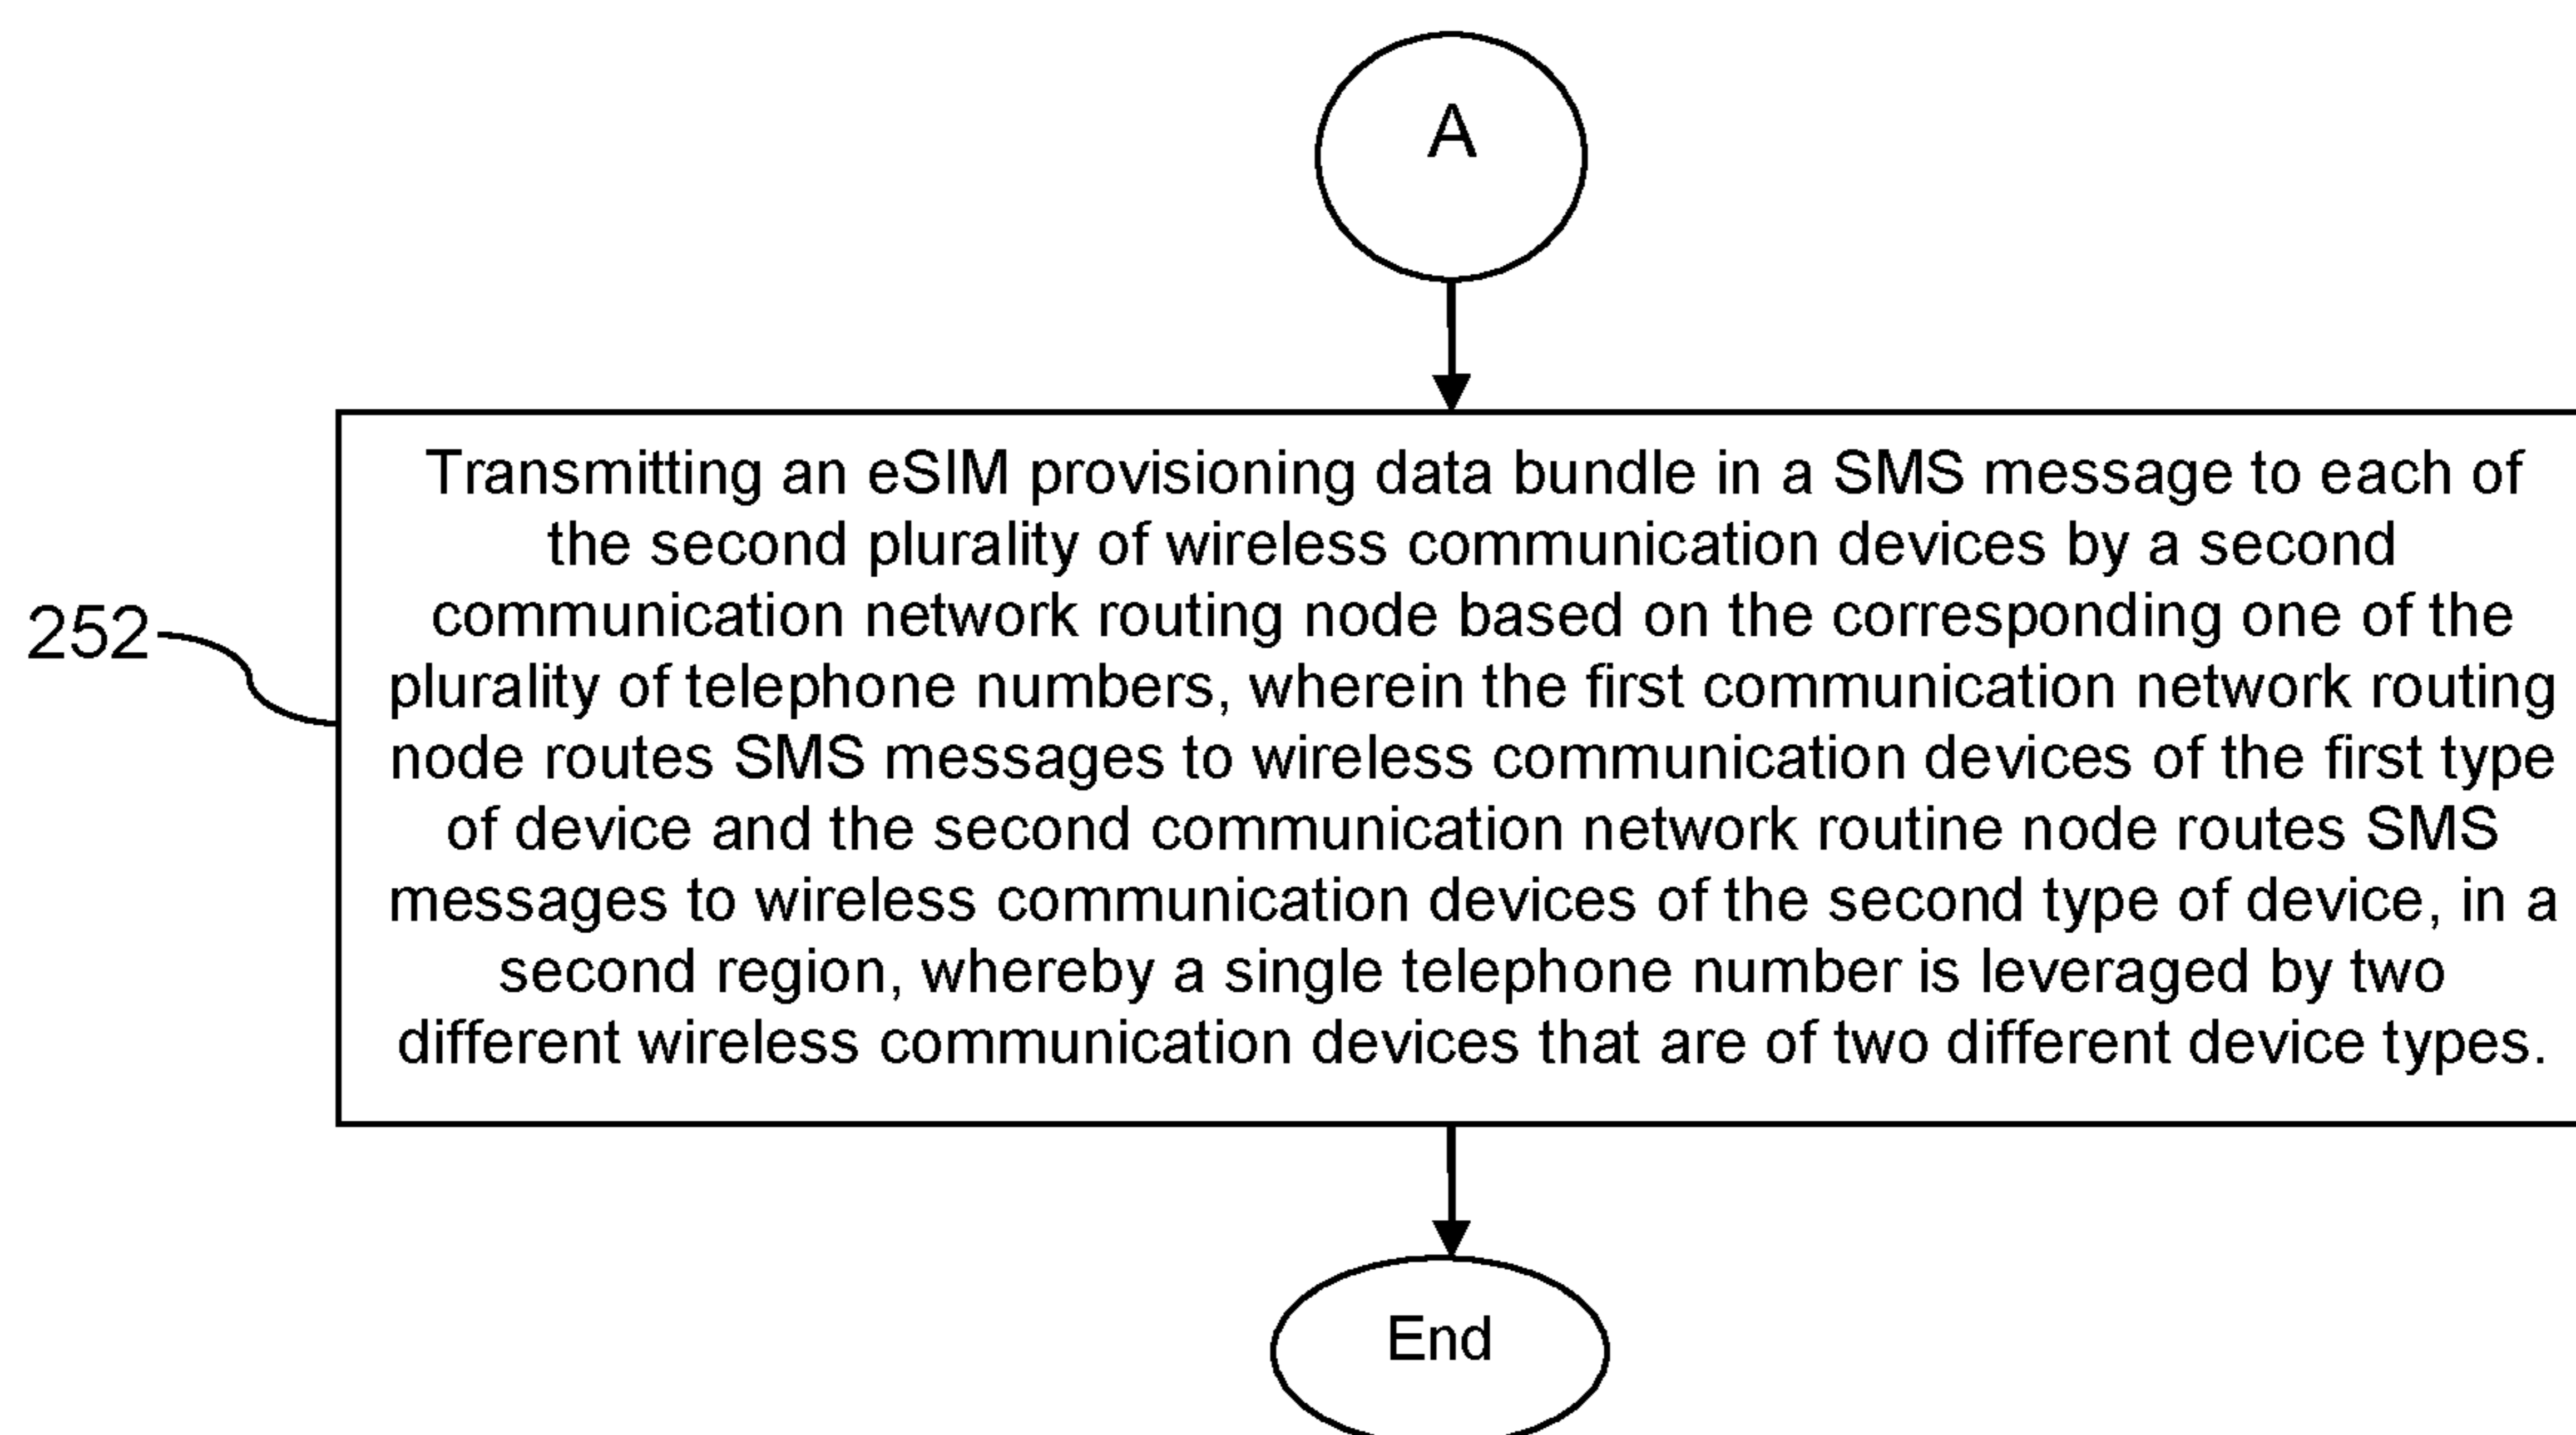 A
Transmitting an eSIM provisioning data bundle in a SMS message to each of
the second plurality of wireless communication devices by a second
communication network routing node based on the corresponding one of the
252
plurality of telephone numbers, wherein the first communication network routing
node routes SMS messages to wireless communication devices of the first type
of device and the second communication network routine node routes SMS
messages to wireless communication devices of the second type of device, in a
second region, whereby a single telephone number is leveraged by two
different wireless communication devices that are of two different device types.
End